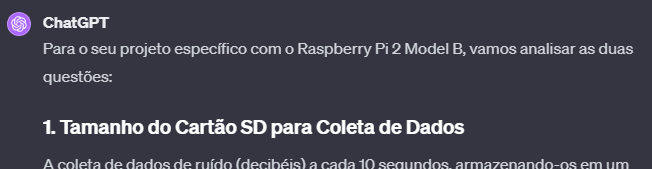 ChatGPT
Para o seu projeto específico com o Raspberry Pi 2 Model B, vamos analisar as duas
questões:
1. Tamanho do Cartão SD para Coleta de Dados
A coleta de dados de ruído (decibéis) a cada 10 segundos, armazenando-os em um